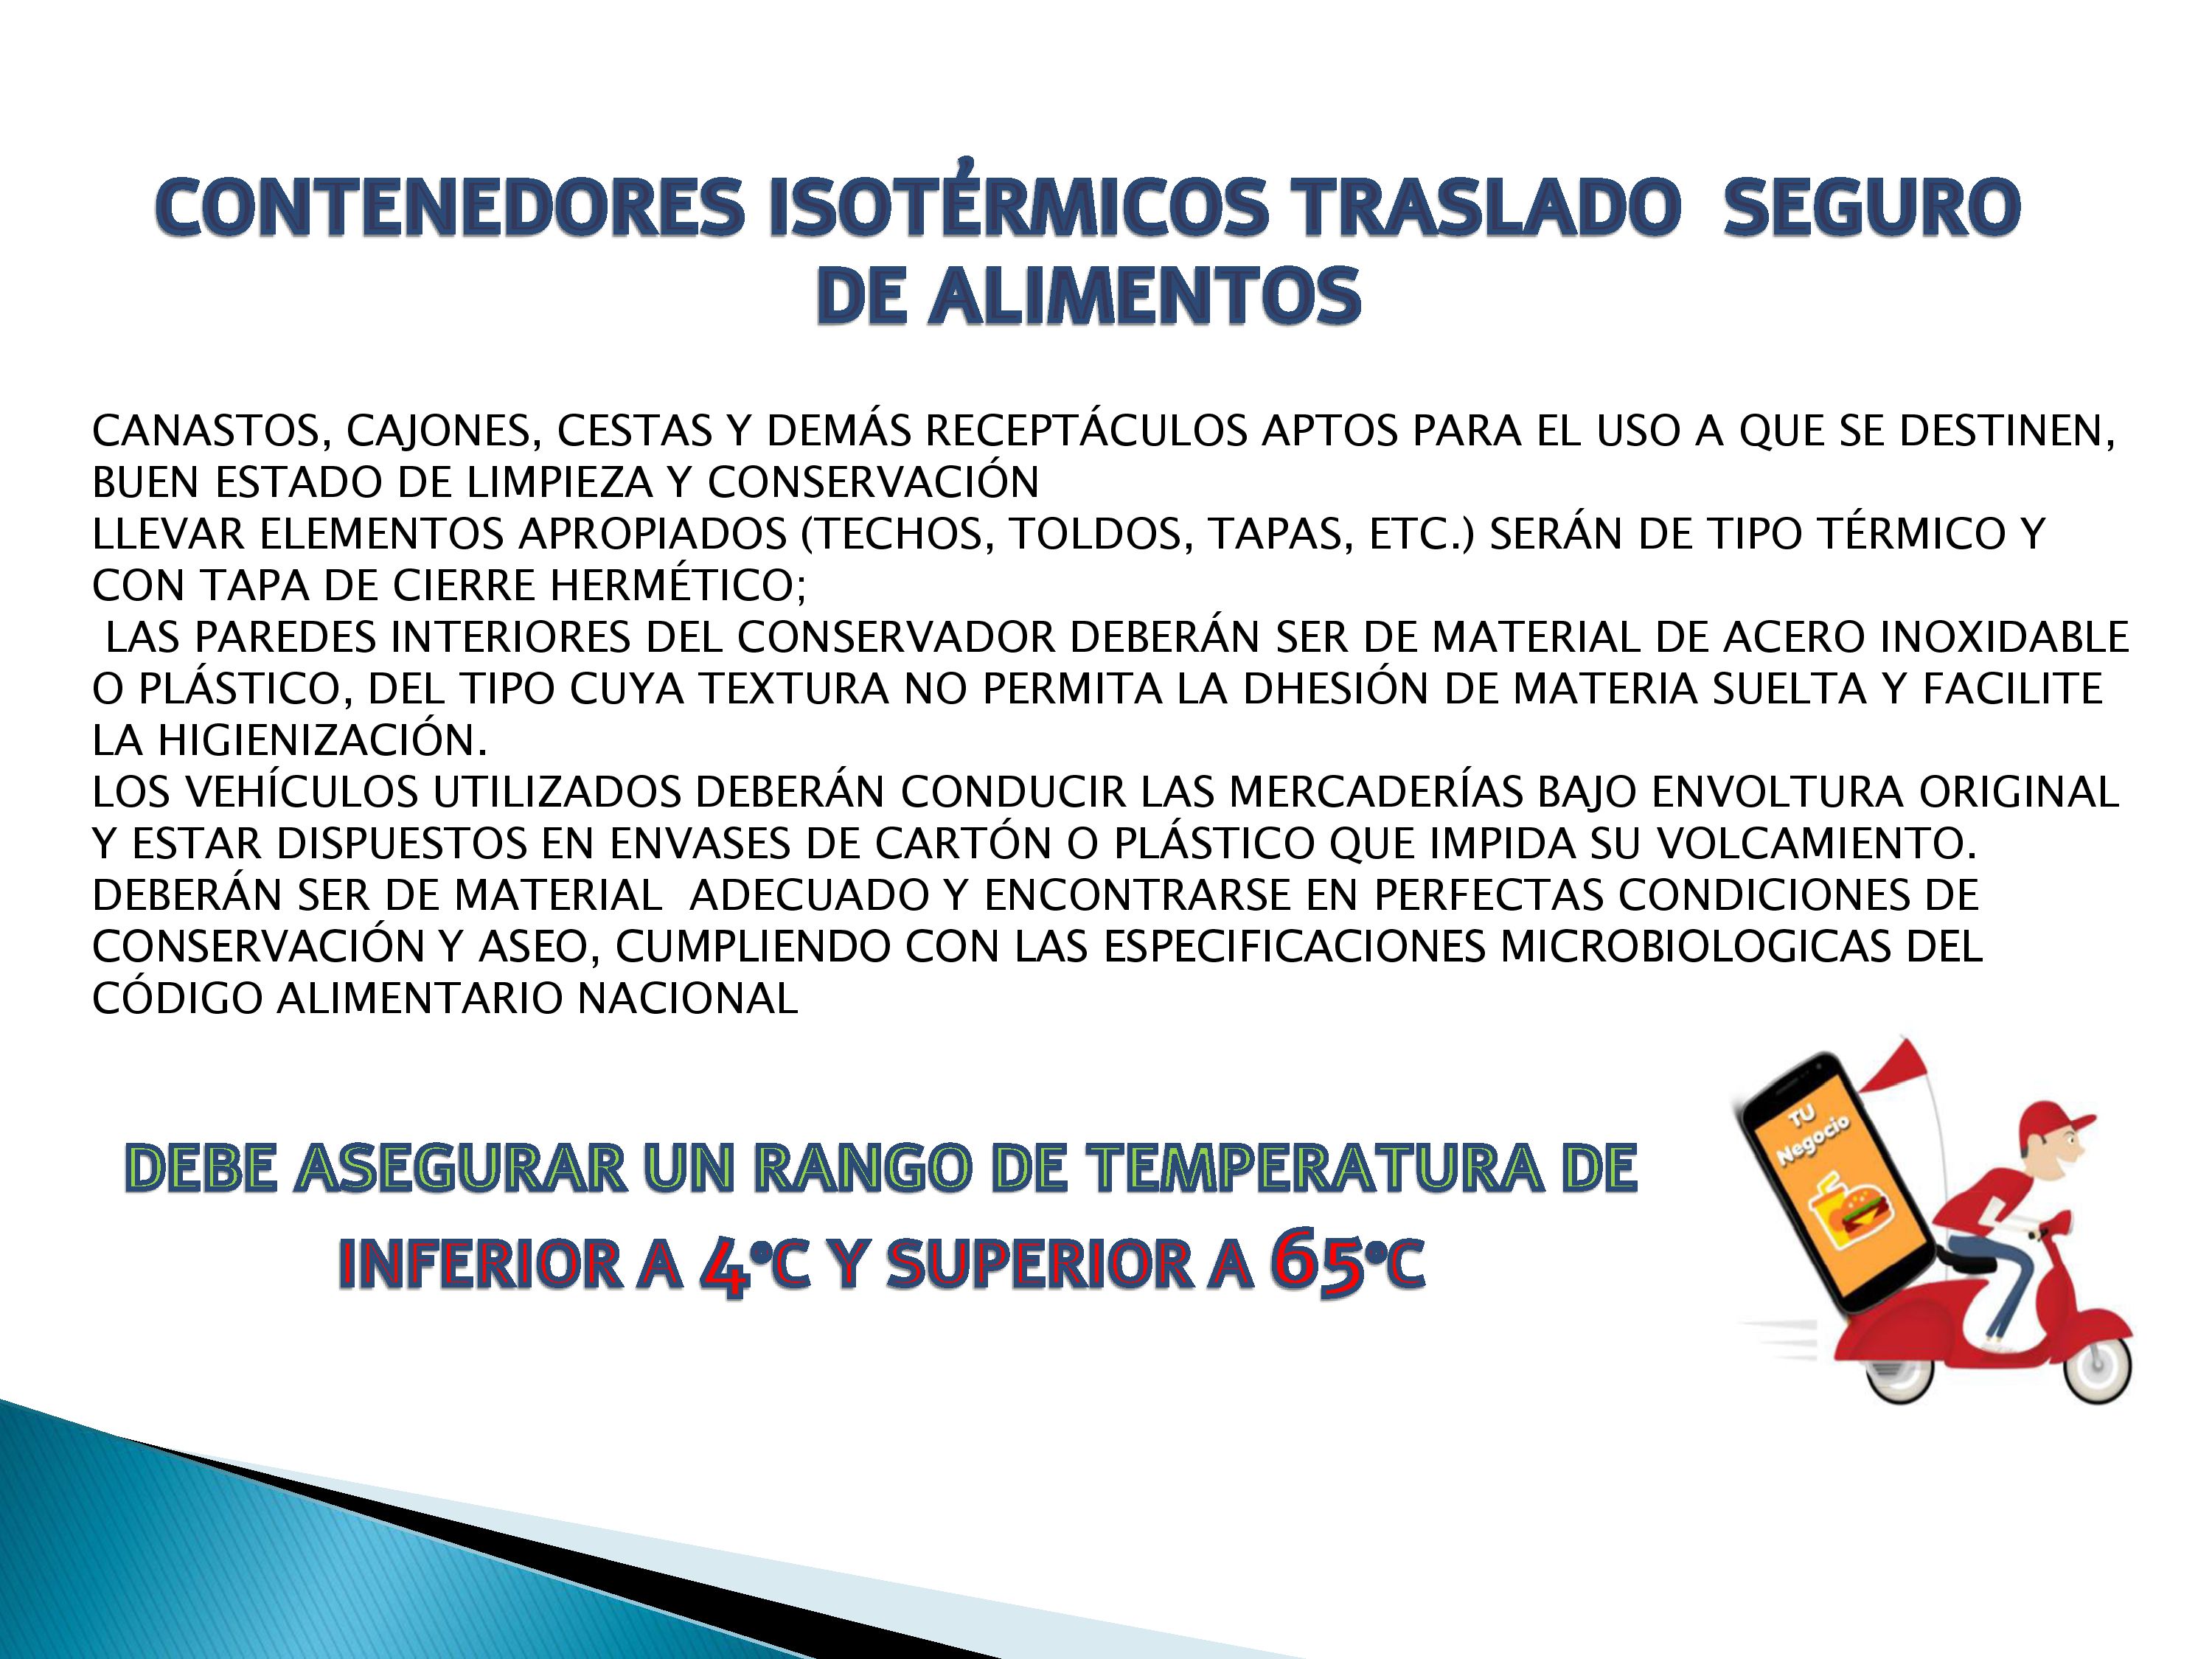 CONTENEDORES ISOTÉRMICOS TRASLADO  SEGURO
DE ALIMENTOS
CANASTOS, CAJONES, CESTAS Y DEMÁS RECEPTÁCULOS APTOS PARA EL USO A QUE SE DESTINEN,
BUEN ESTADO DE LIMPIEZA Y CONSERVACIÓN
LLEVAR ELEMENTOS APROPIADOS (TECHOS, TOLDOS, TAPAS, ETC.) SERÁN DE TIPO TÉRMICO Y
CON TAPA DE CIERRE HERMÉTICO;
LAS PAREDES INTERIORES DEL CONSERVADOR DEBERÁN SER DE MATERIAL DE ACERO INOXIDABLE
O PLÁSTICO, DEL TIPO CUYA TEXTURA NO PERMITA LA DHESIÓN DE MATERIA SUELTA Y FACILITE
LA HIGIENIZACIÓN.
LOS VEHÍCULOS UTILIZADOS DEBERÁN CONDUCIR LAS MERCADERÍAS BAJO ENVOLTURA ORIGINAL
Y ESTAR DISPUESTOS EN ENVASES DE CARTÓN O PLÁSTICO QUE IMPIDA SU VOLCAMIENTO.
DEBERÁN SER DE MATERIAL  ADECUADO Y ENCONTRARSE EN PERFECTAS CONDICIONES DE
CONSERVACIÓN Y ASEO, CUMPLIENDO CON LAS ESPECIFICACIONES MICROBIOLOGICAS DEL
CÓDIGO ALIMENTARIO NACIONAL
TU
Negocio
DEBE ASEGURAR UN RANGO DE TEMPERATURA DE
INFERIOR A 4°C Y SUPERIOR A 65°C